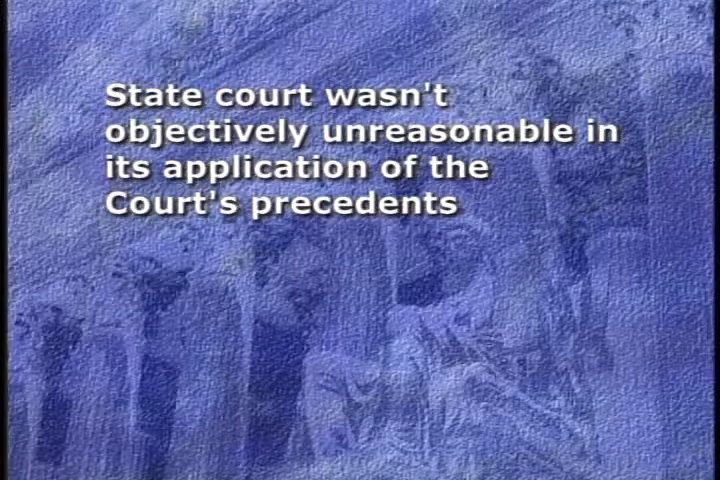 State court wasn't
objectively unreasonable in
its application of the
Court's precedents